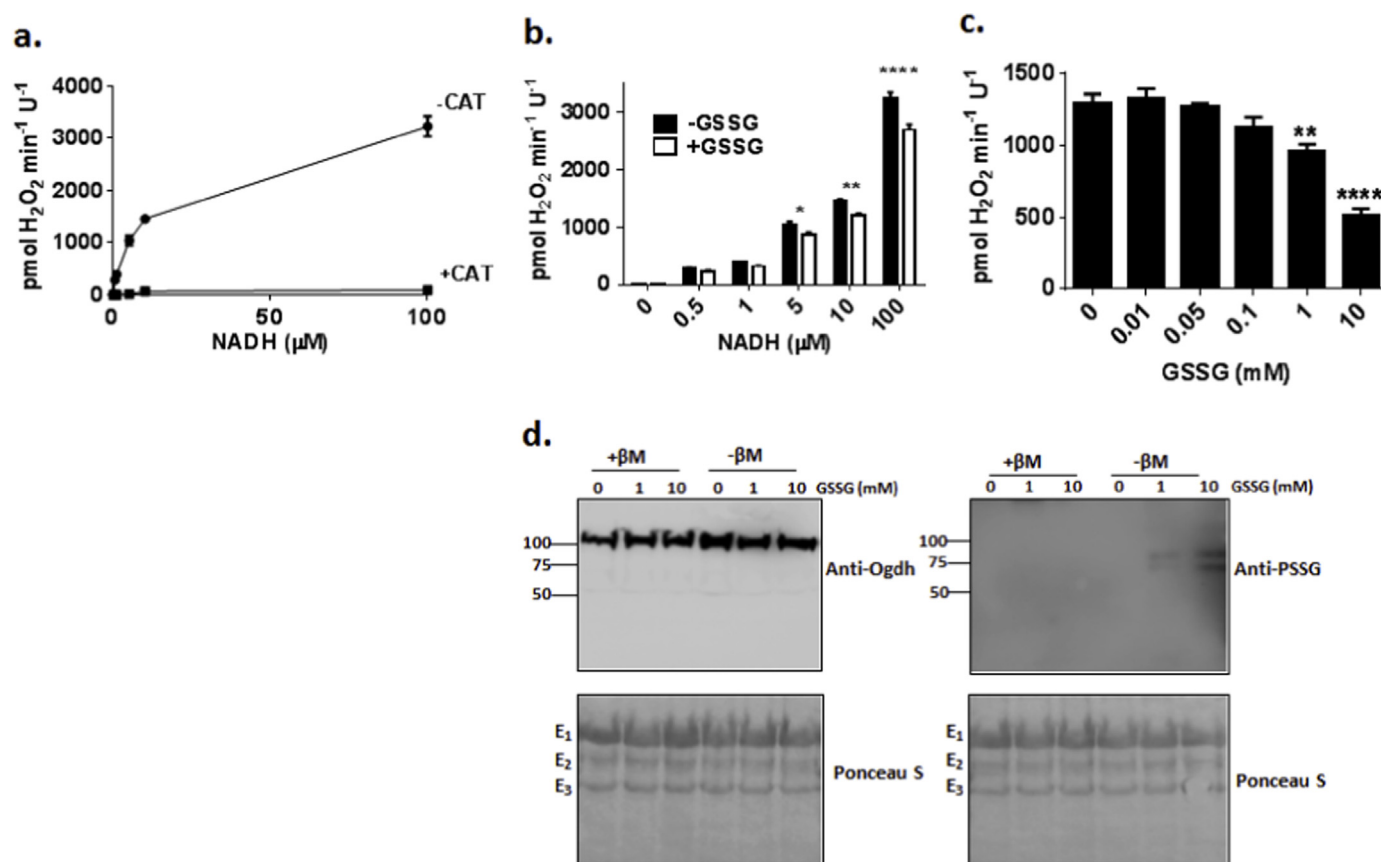 a.
pmol H₂O₂ min⁻¹ U⁻¹
4000
3000
2000
1000
0
-CAT
+CAT
0 50 100
NADH (µM)
b.
pmol H₂O₂ min⁻¹ U⁻¹
3000
2000
1000
0
-GSSG
+GSSG
* ** ****
0 0.5 1 5 10 100
NADH (µM)
c.
pmol H₂O₂ min⁻¹ U⁻¹
1500
1000
500
0
** ****
0 0.01 0.05 0.1 1 10
GSSG (mM)
d.
+βM -βM
0 1 10 0 1 10 GSSG (mM)
100
75
50
Anti-Ogdh
E₁
E₂
E₃
Ponceau S
+βM -βM
0 1 10 0 1 10 GSSG (mM)
100
75
50
Anti-PSSG
E₁
E₂
E₃
Ponceau S